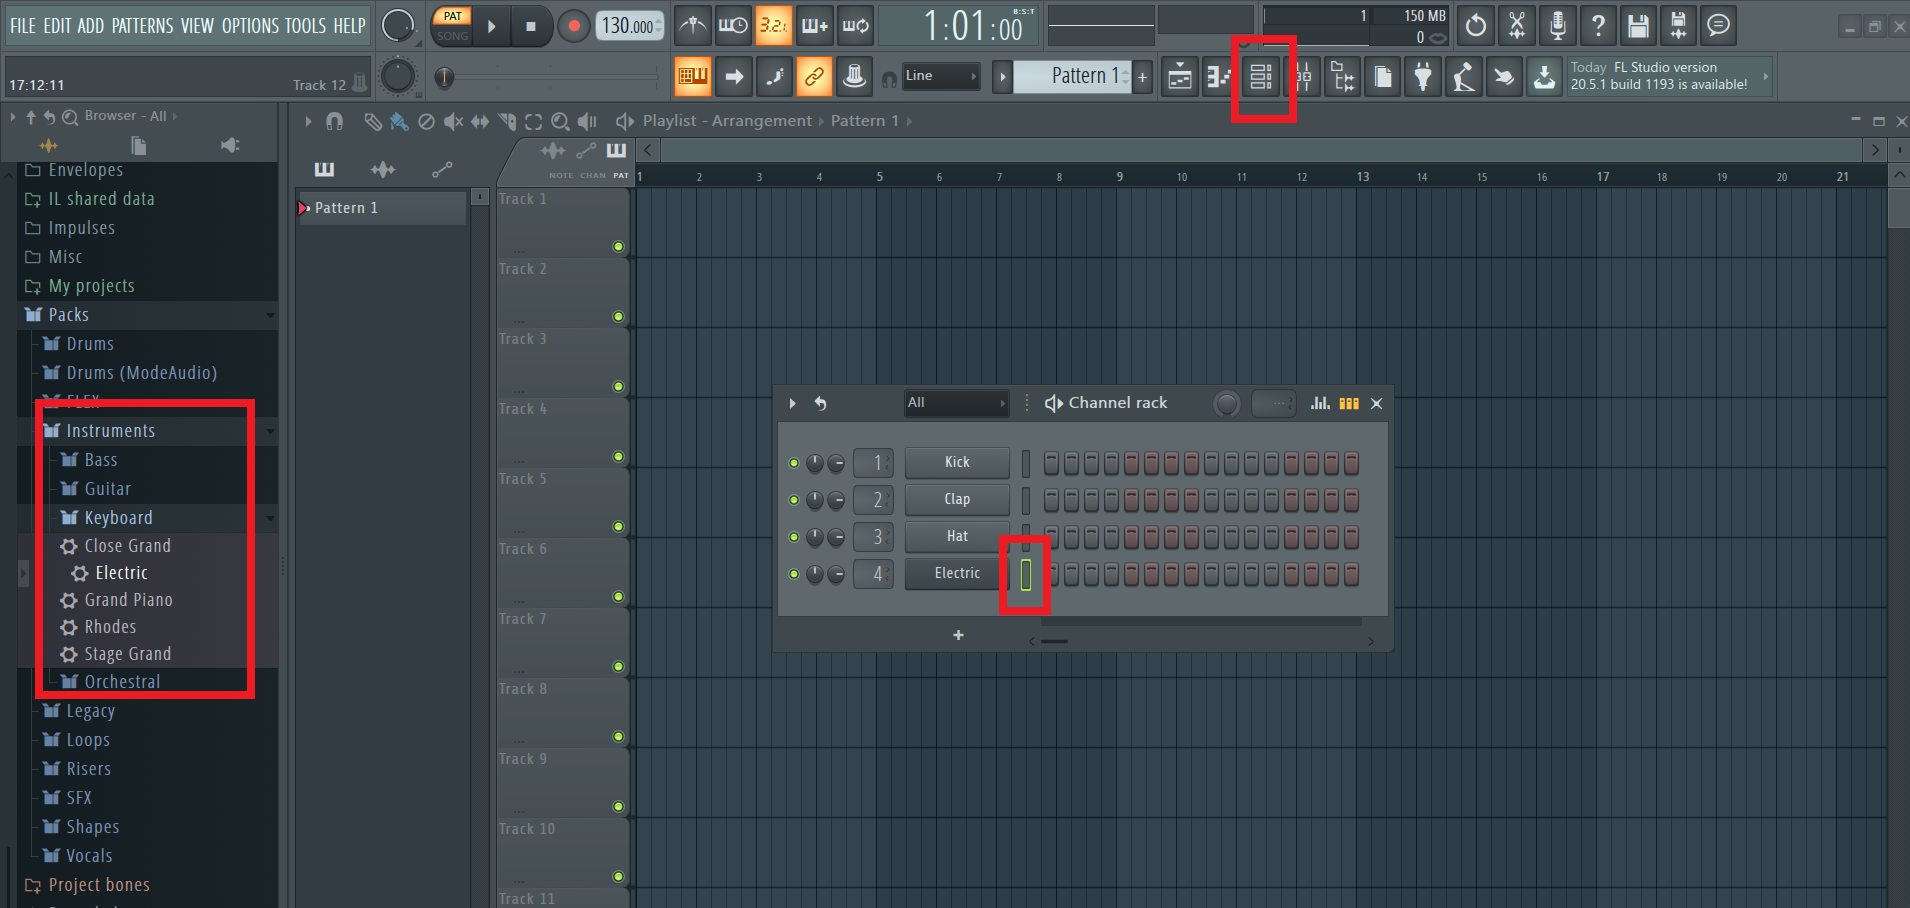 FILE EDIT ADD PATTERNS VIEW OPTIONS TOOLS HELP
PAT
SONG
130.000
3.2.
1:01:00
B:S:T
1
150 MB
0
17:12:11
Track 12
Line
Pattern 1
+
Today FL Studio version
20.5.1 build 1193 is available!
Browser - All
Playlist - Arrangement
Pattern 1
Envelopes
IL shared data
Impulses
Misc
My projects
Packs
Drums
Drums (ModeAudio)
FLEX
Instruments
Bass
Guitar
Keyboard
Close Grand
Electric
Grand Piano
Rhodes
Stage Grand
Orchestral
Legacy
Loops
Risers
SFX
Shapes
Vocals
Project bones
Pattern 1
NOTE CHAN PAT
1 2 3 4 5 6 7 8 9 10 11 12 13 14 15 16 17 18 19 20 21
Track 1
Track 2
Track 3
Track 4
Track 5
Track 6
Track 7
Track 8
Track 9
Track 10
Track 11
All
Channel rack
1 Kick
2 Clap
3 Hat
4 Electric
+